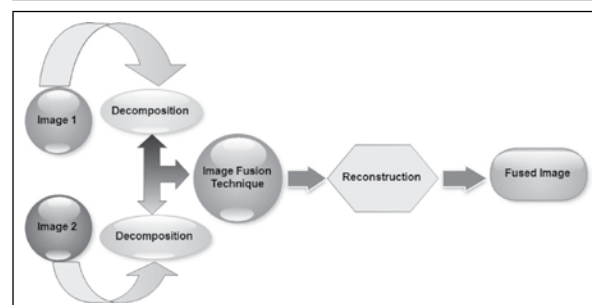 Image 1
Decomposition
Image Fusion
Technique
Reconstruction
Fused Image
Image 2
Decomposition